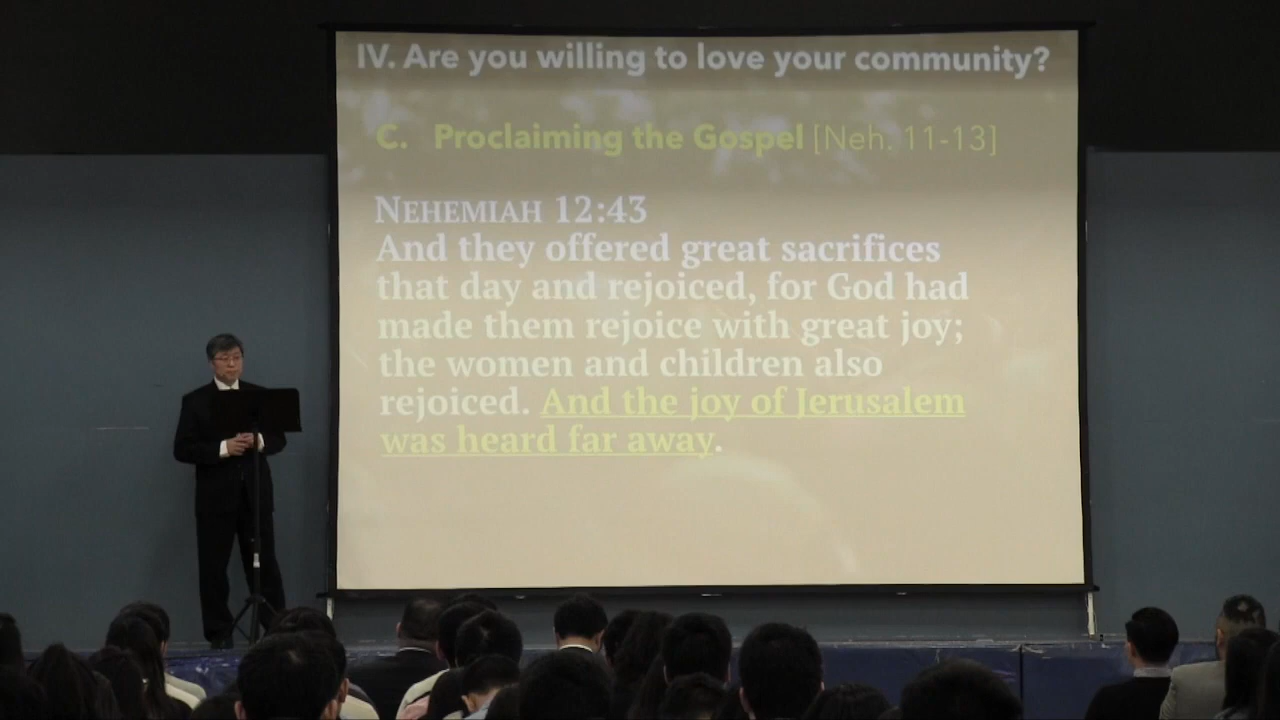 IV. Are you willing to love your community?
C. Proclaiming the Gospel [Neh. 11-13]
NEHEMIAH 12:43
And they offered great sacrifices
that day and rejoiced, for God had
made them rejoice with great joy;
the women and children also
rejoiced. And the joy of Jerusalem
was heard far away.